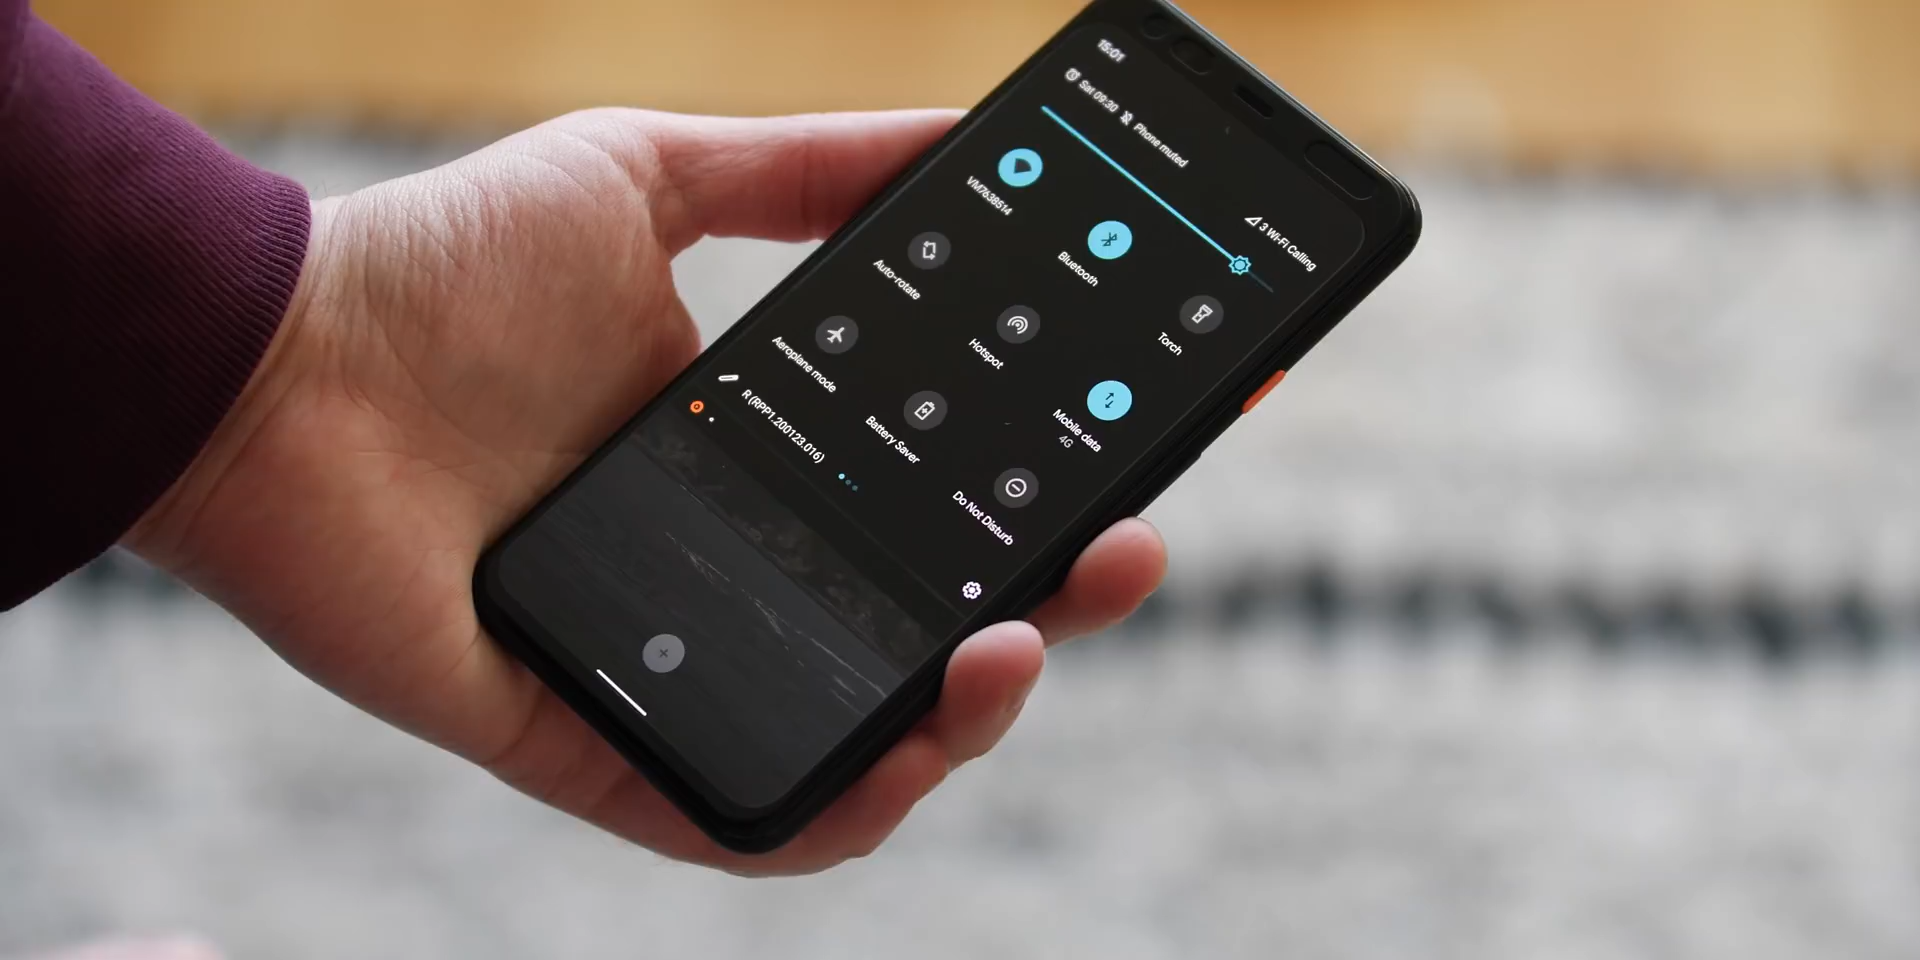 15:01
Sat 09:30 Phone muted
3 Wi-Fi Calling
VM7638514
Bluetooth
Torch
Auto-rotate
Hotspot
Mobile data
4G
Aeroplane mode
Battery Saver
Do Not Disturb
R (RPP1.200123.016)